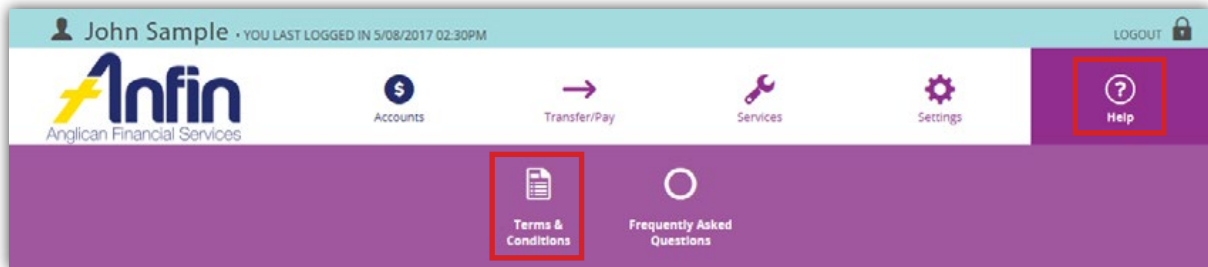 John Sample • YOU LAST LOGGED IN 5/08/2017 02:30PM
LOGOUT
Anfin
Anglican Financial Services
$
Accounts
Transfer/Pay
Services
Settings
?
Help
Terms &
Conditions
Frequently Asked
Questions